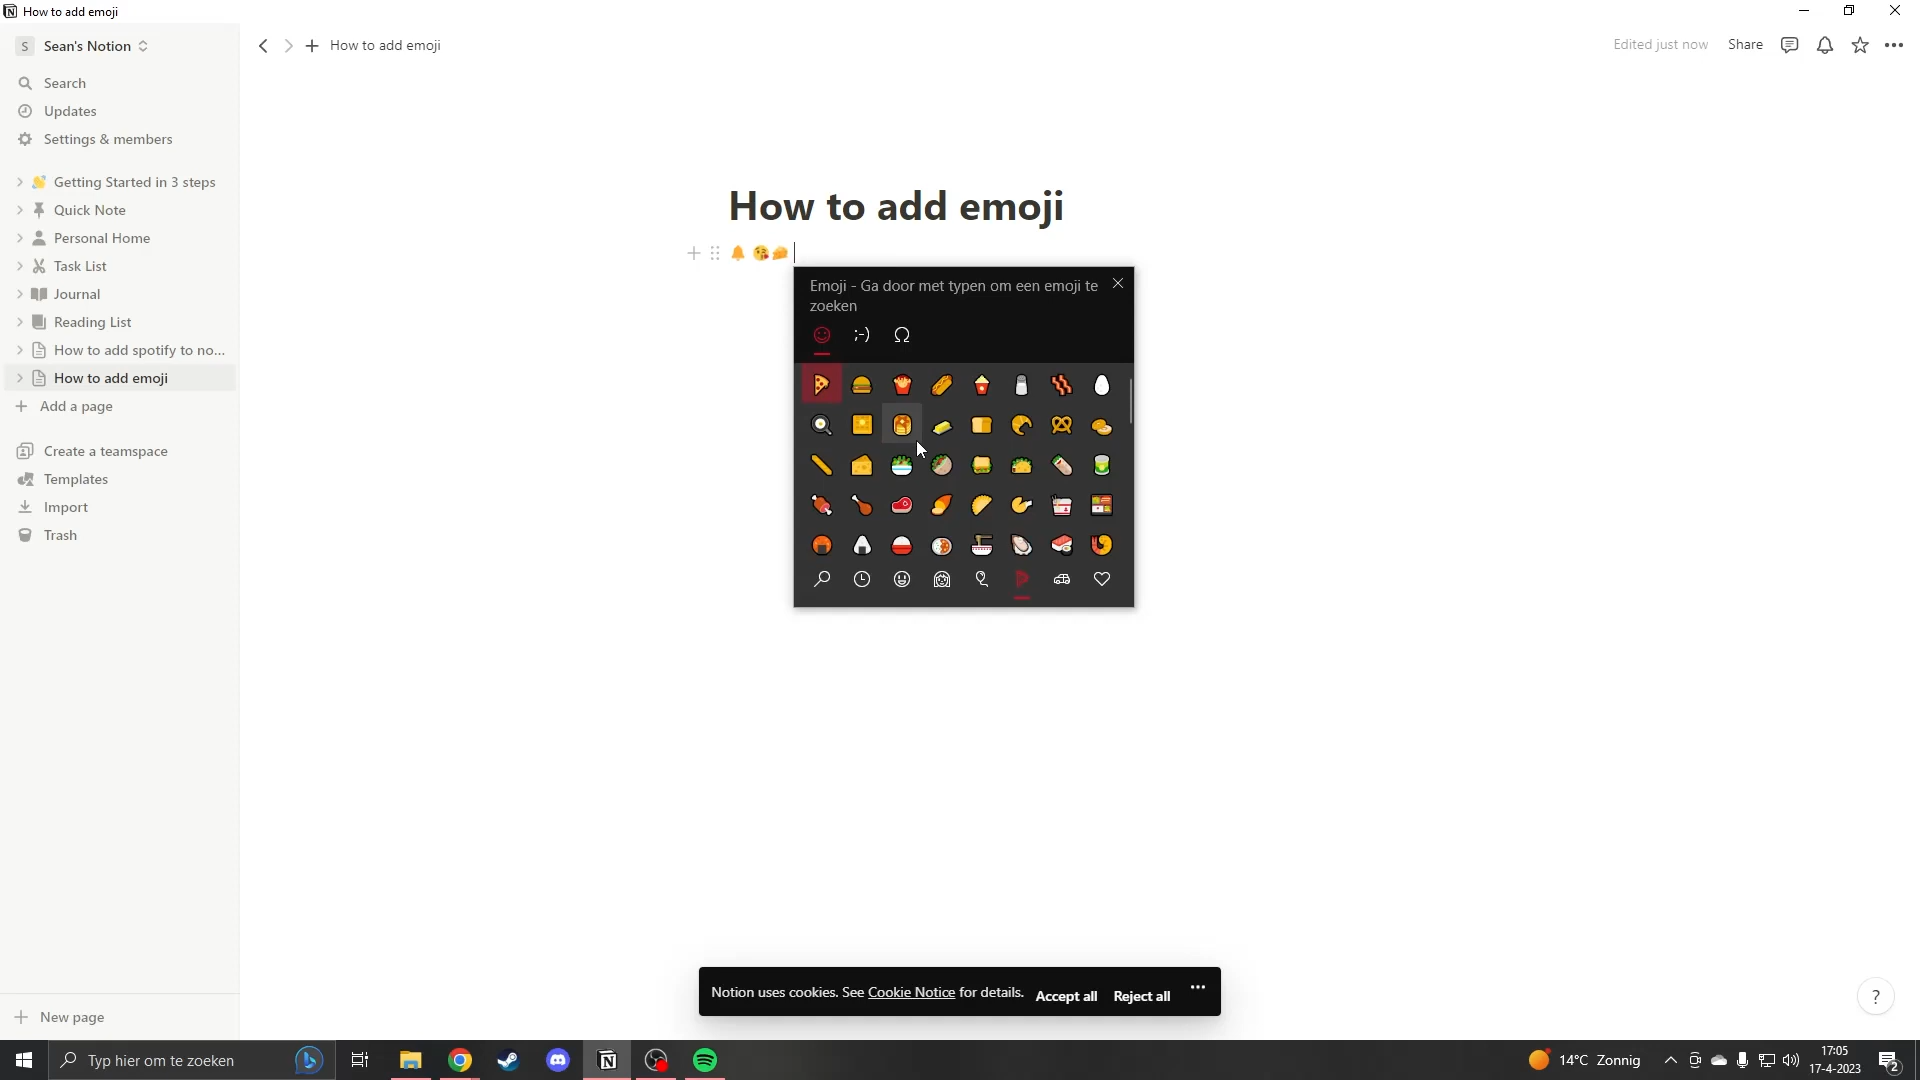 How to add emoji
S Sean's Notion
How to add emoji
Edited just now
Share
Search
Updates
Settings & members
Getting Started in 3 steps
Quick Note
Personal Home
Task List
Journal
Reading List
How to add spotify to no...
How to add emoji
Add a page
Create a teamspace
Templates
Import
Trash
New page
How to add emoji
Emoji - Ga door met typen om een emoji te
zoeken
;-)
Ω
Notion uses cookies. See Cookie Notice for details. Accept all Reject all
?
Typ hier om te zoeken
14°C Zonnig
17:05
17-4-2023
2